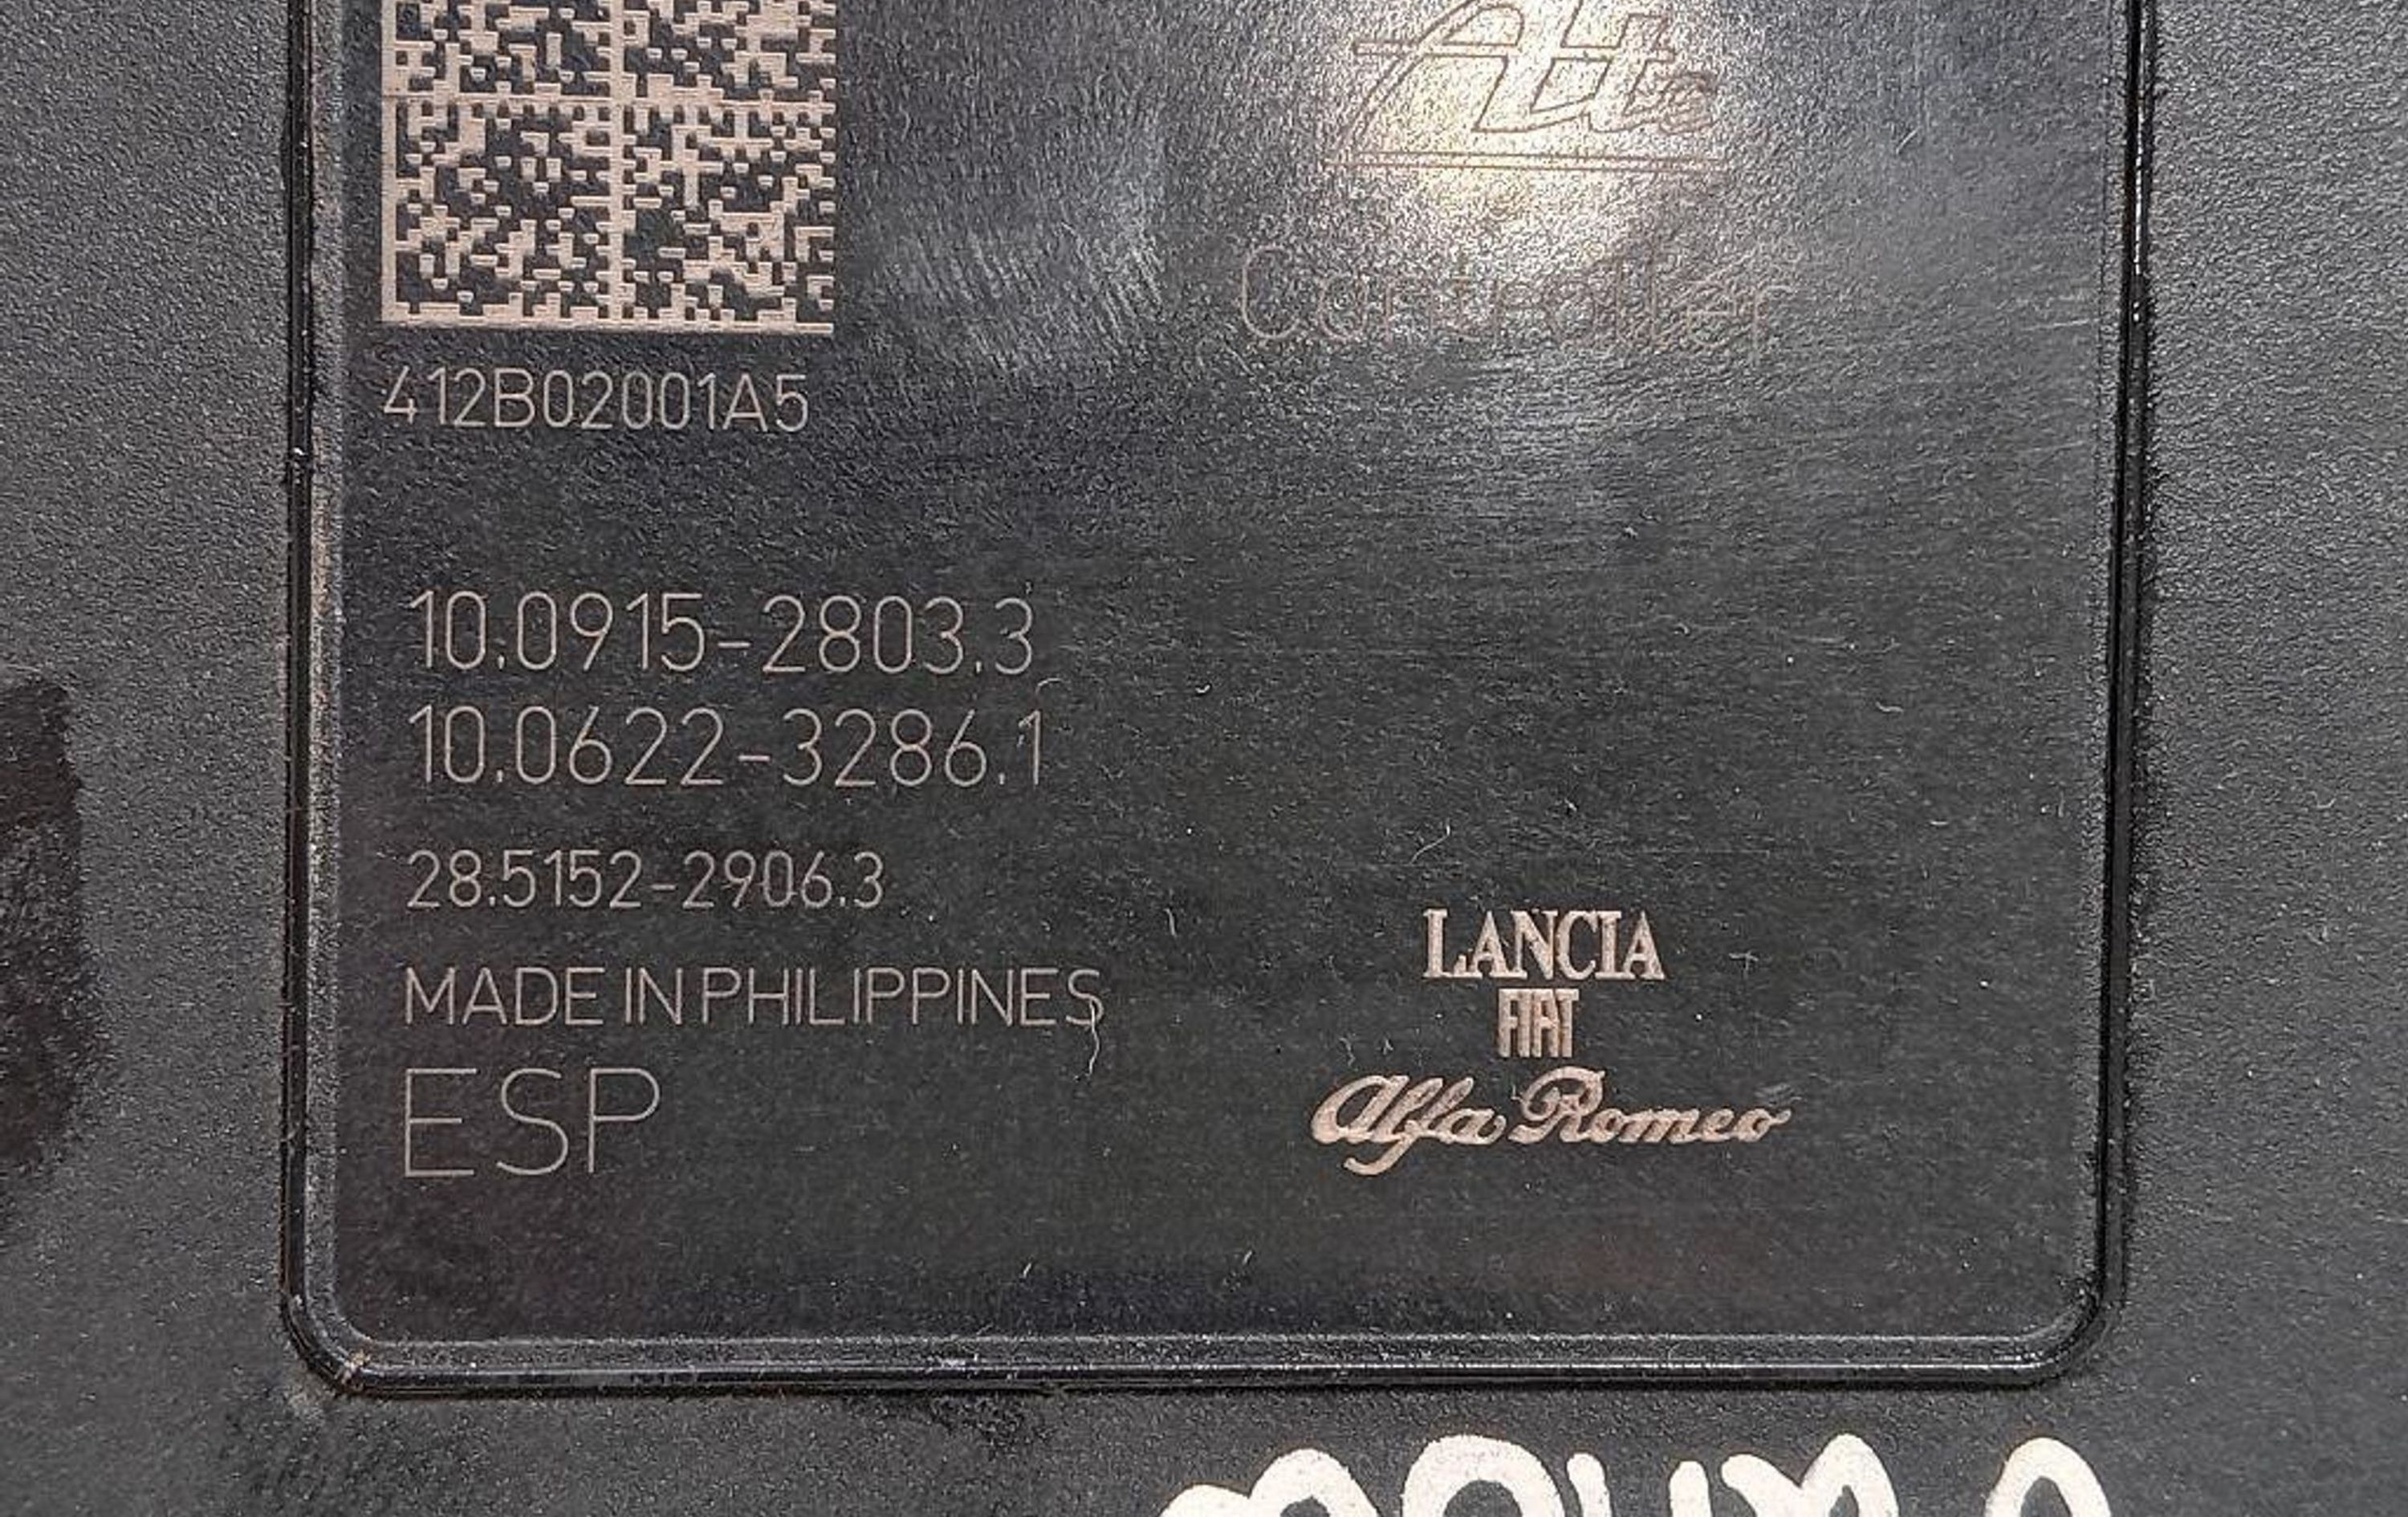 Ate
Controller
412B02001A5
10.0915-2803.3
10.0622-3286.1
28.5152-2906.3
MADE IN PHILIPPINES
ESP
LANCIA
FIAT
Alfa Romeo